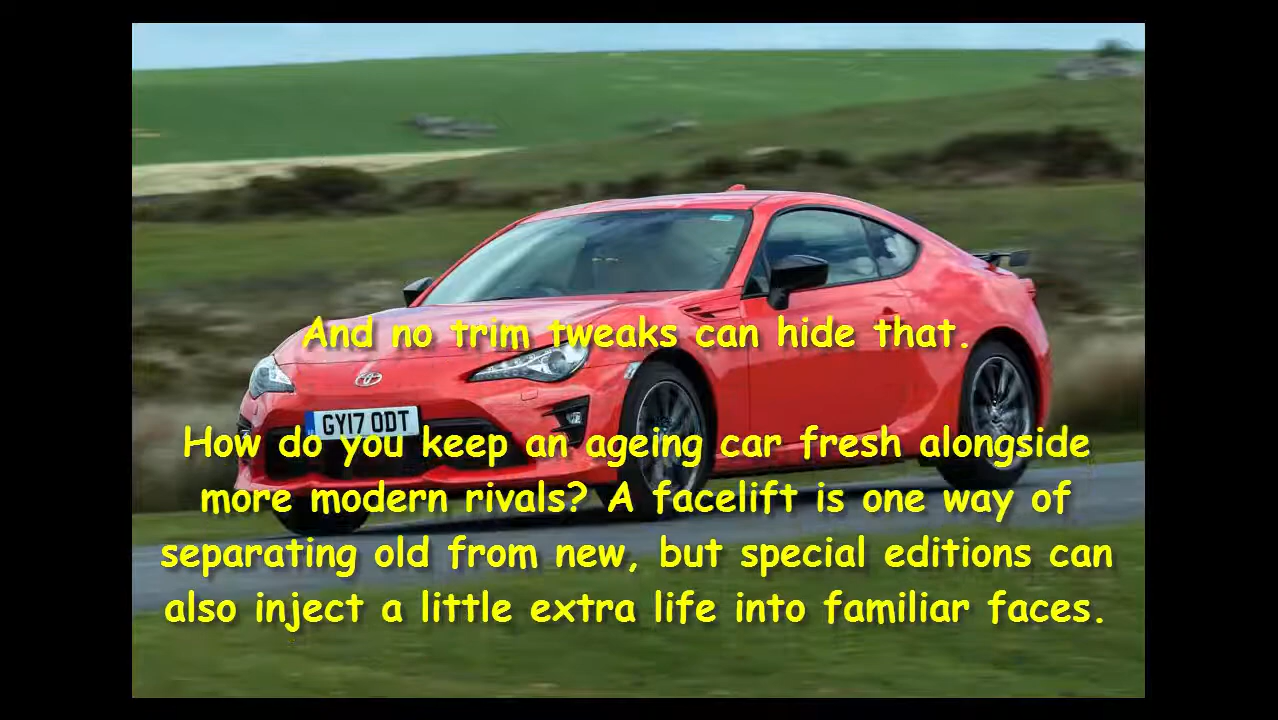 And no trim tweaks can hide that.
GY17 ODT
How do you keep an ageing car fresh alongside
more modern rivals? A facelift is one way of
separating old from new, but special editions can
also inject a little extra life into familiar faces.